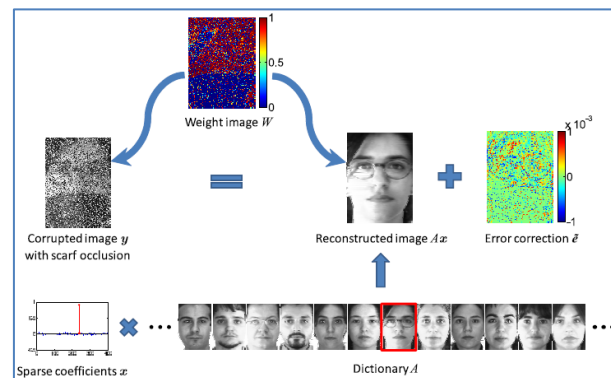 1
0.5
0
Weight image W
× 10⁻³
1
0
-1
Corrupted image y
with scarf occlusion
Reconstructed image Ax
Error correction ẽ
Sparse coefficients x
Dictionary A